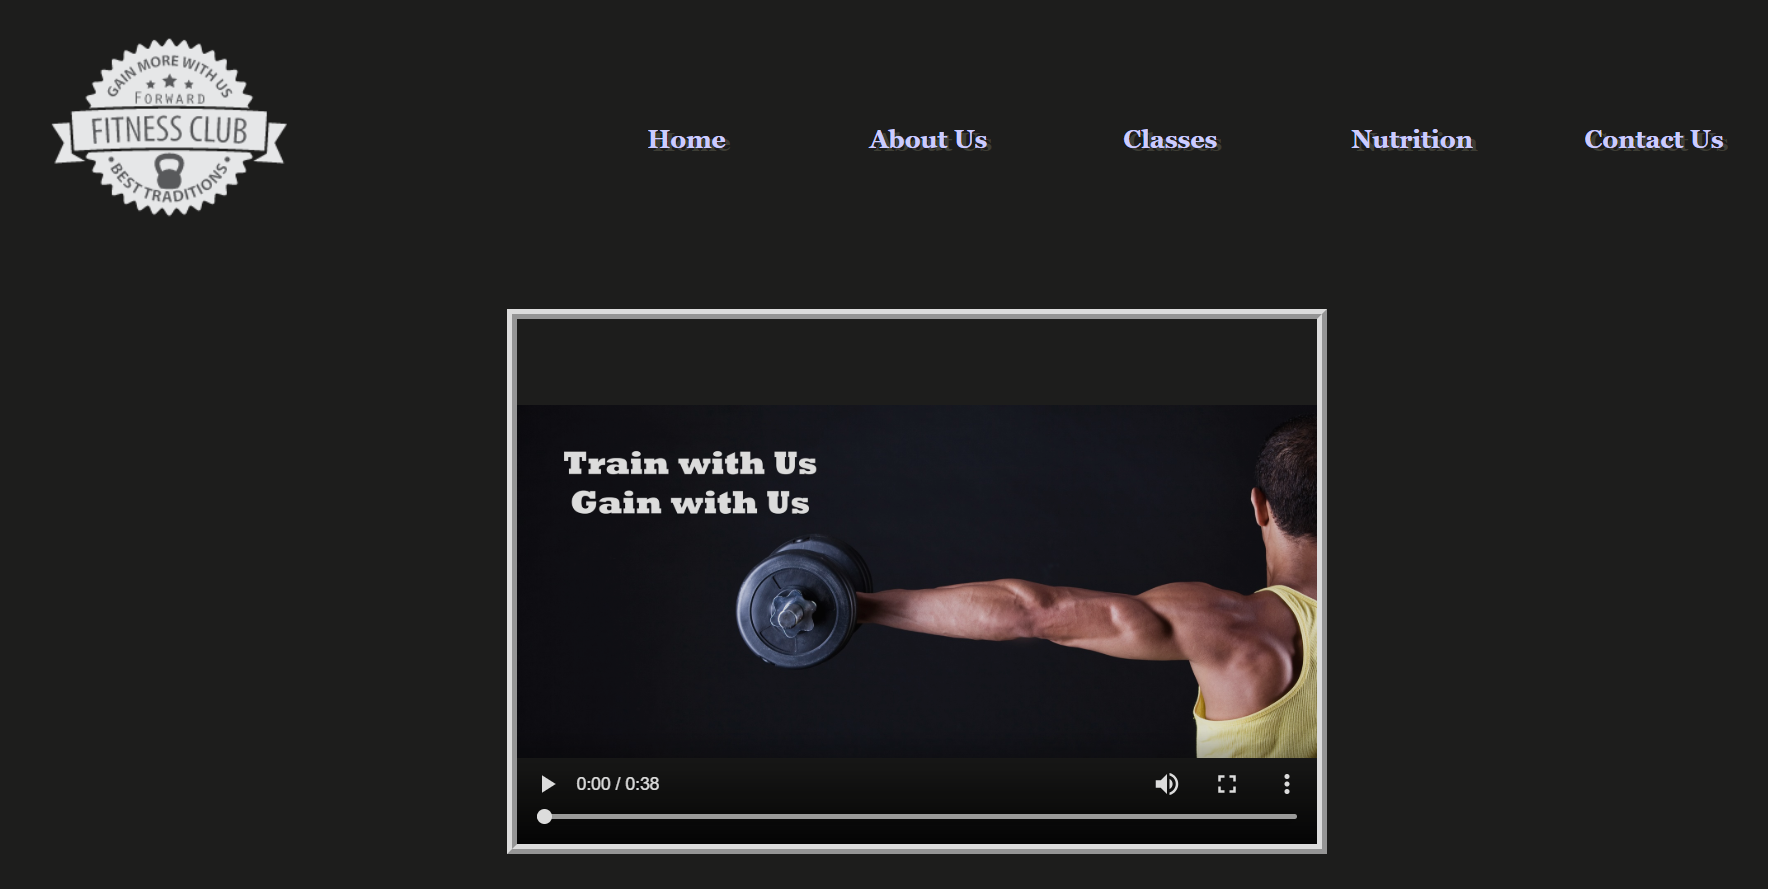 GAIN MORE WITH US
FORWARD
FITNESS CLUB
BEST TRADITIONS
Home
About Us
Classes
Nutrition
Contact Us
Train with Us
Gain with Us
0:00 / 0:38